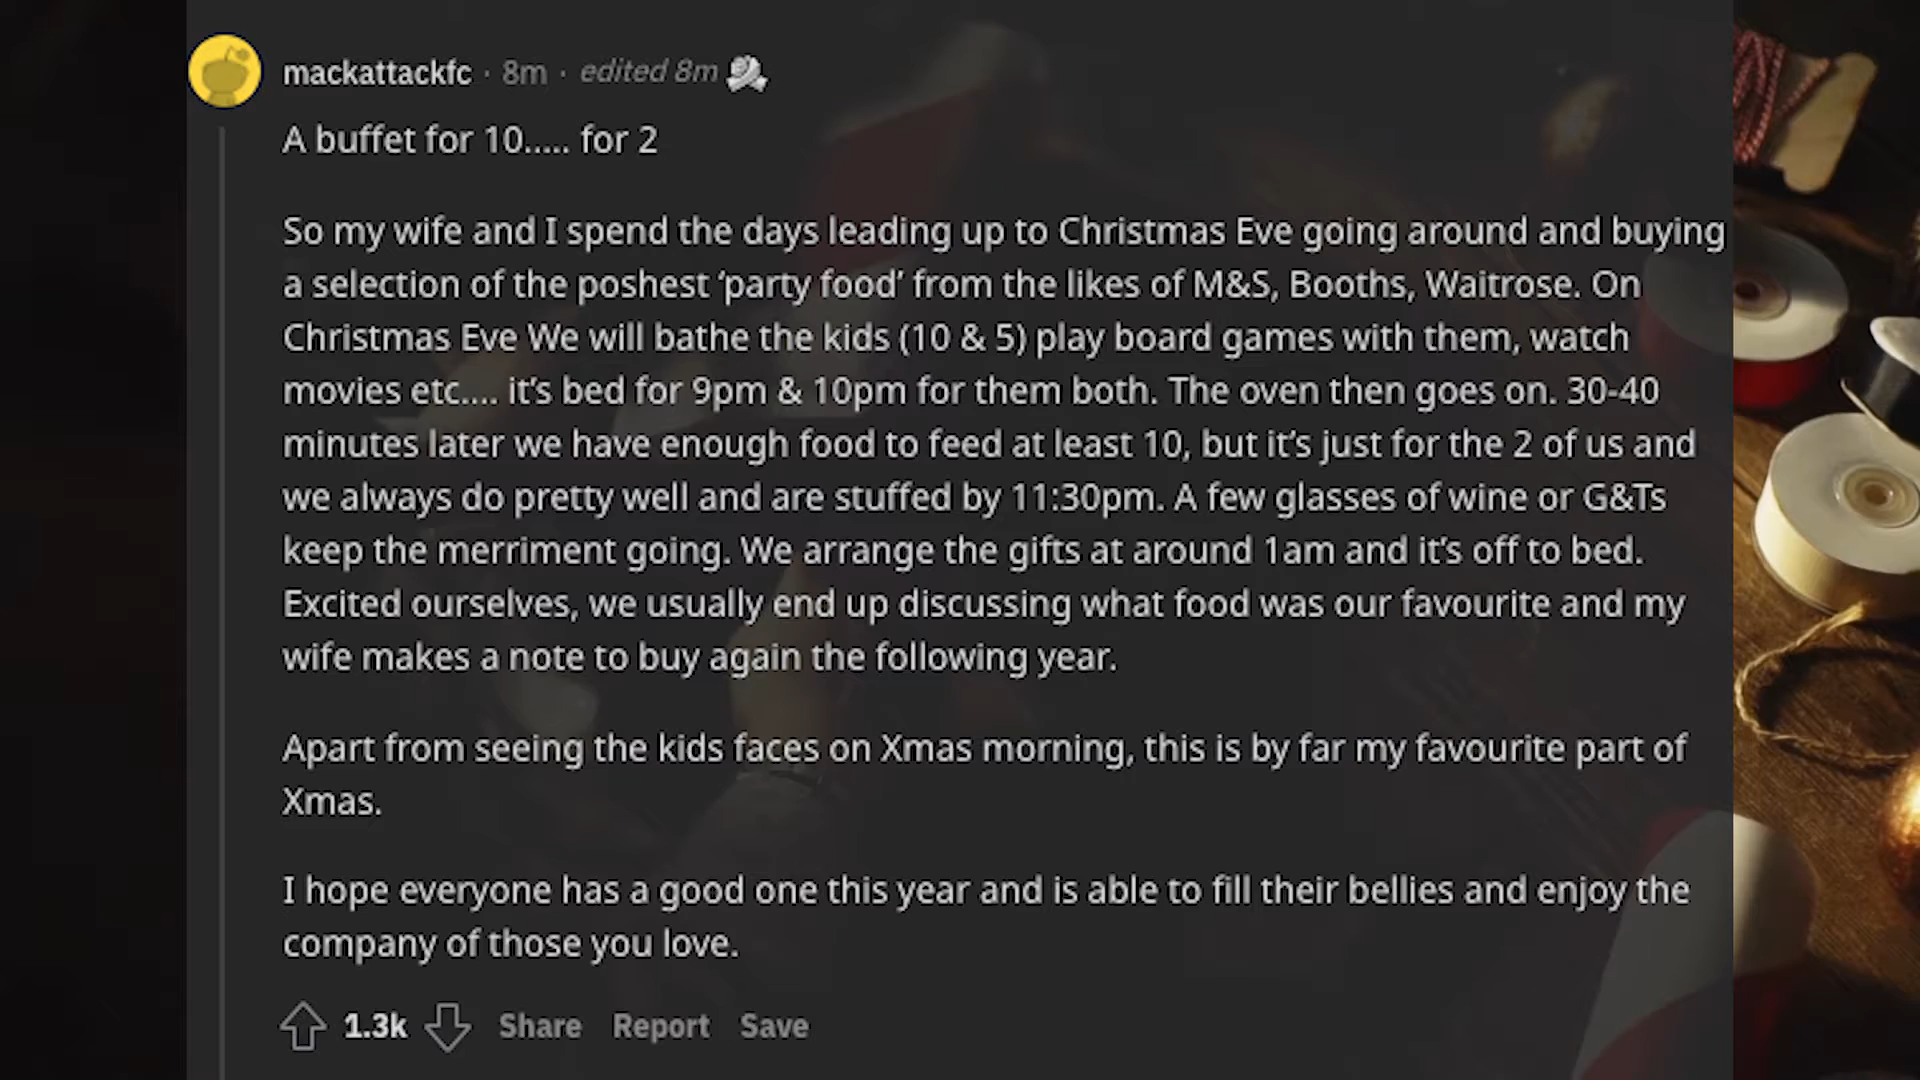 mackattackfc · 8m · edited 8m
A buffet for 10..... for 2
So my wife and I spend the days leading up to Christmas Eve going around and buying
a selection of the poshest ‘party food’ from the likes of M&S, Booths, Waitrose. On
Christmas Eve We will bathe the kids (10 & 5) play board games with them, watch
movies etc.... it’s bed for 9pm & 10pm for them both. The oven then goes on. 30-40
minutes later we have enough food to feed at least 10, but it’s just for the 2 of us and
we always do pretty well and are stuffed by 11:30pm. A few glasses of wine or G&Ts
keep the merriment going. We arrange the gifts at around 1am and it’s off to bed.
Excited ourselves, we usually end up discussing what food was our favourite and my
wife makes a note to buy again the following year.
Apart from seeing the kids faces on Xmas morning, this is by far my favourite part of
Xmas.
I hope everyone has a good one this year and is able to fill their bellies and enjoy the
company of those you love.
1.3k Share Report Save